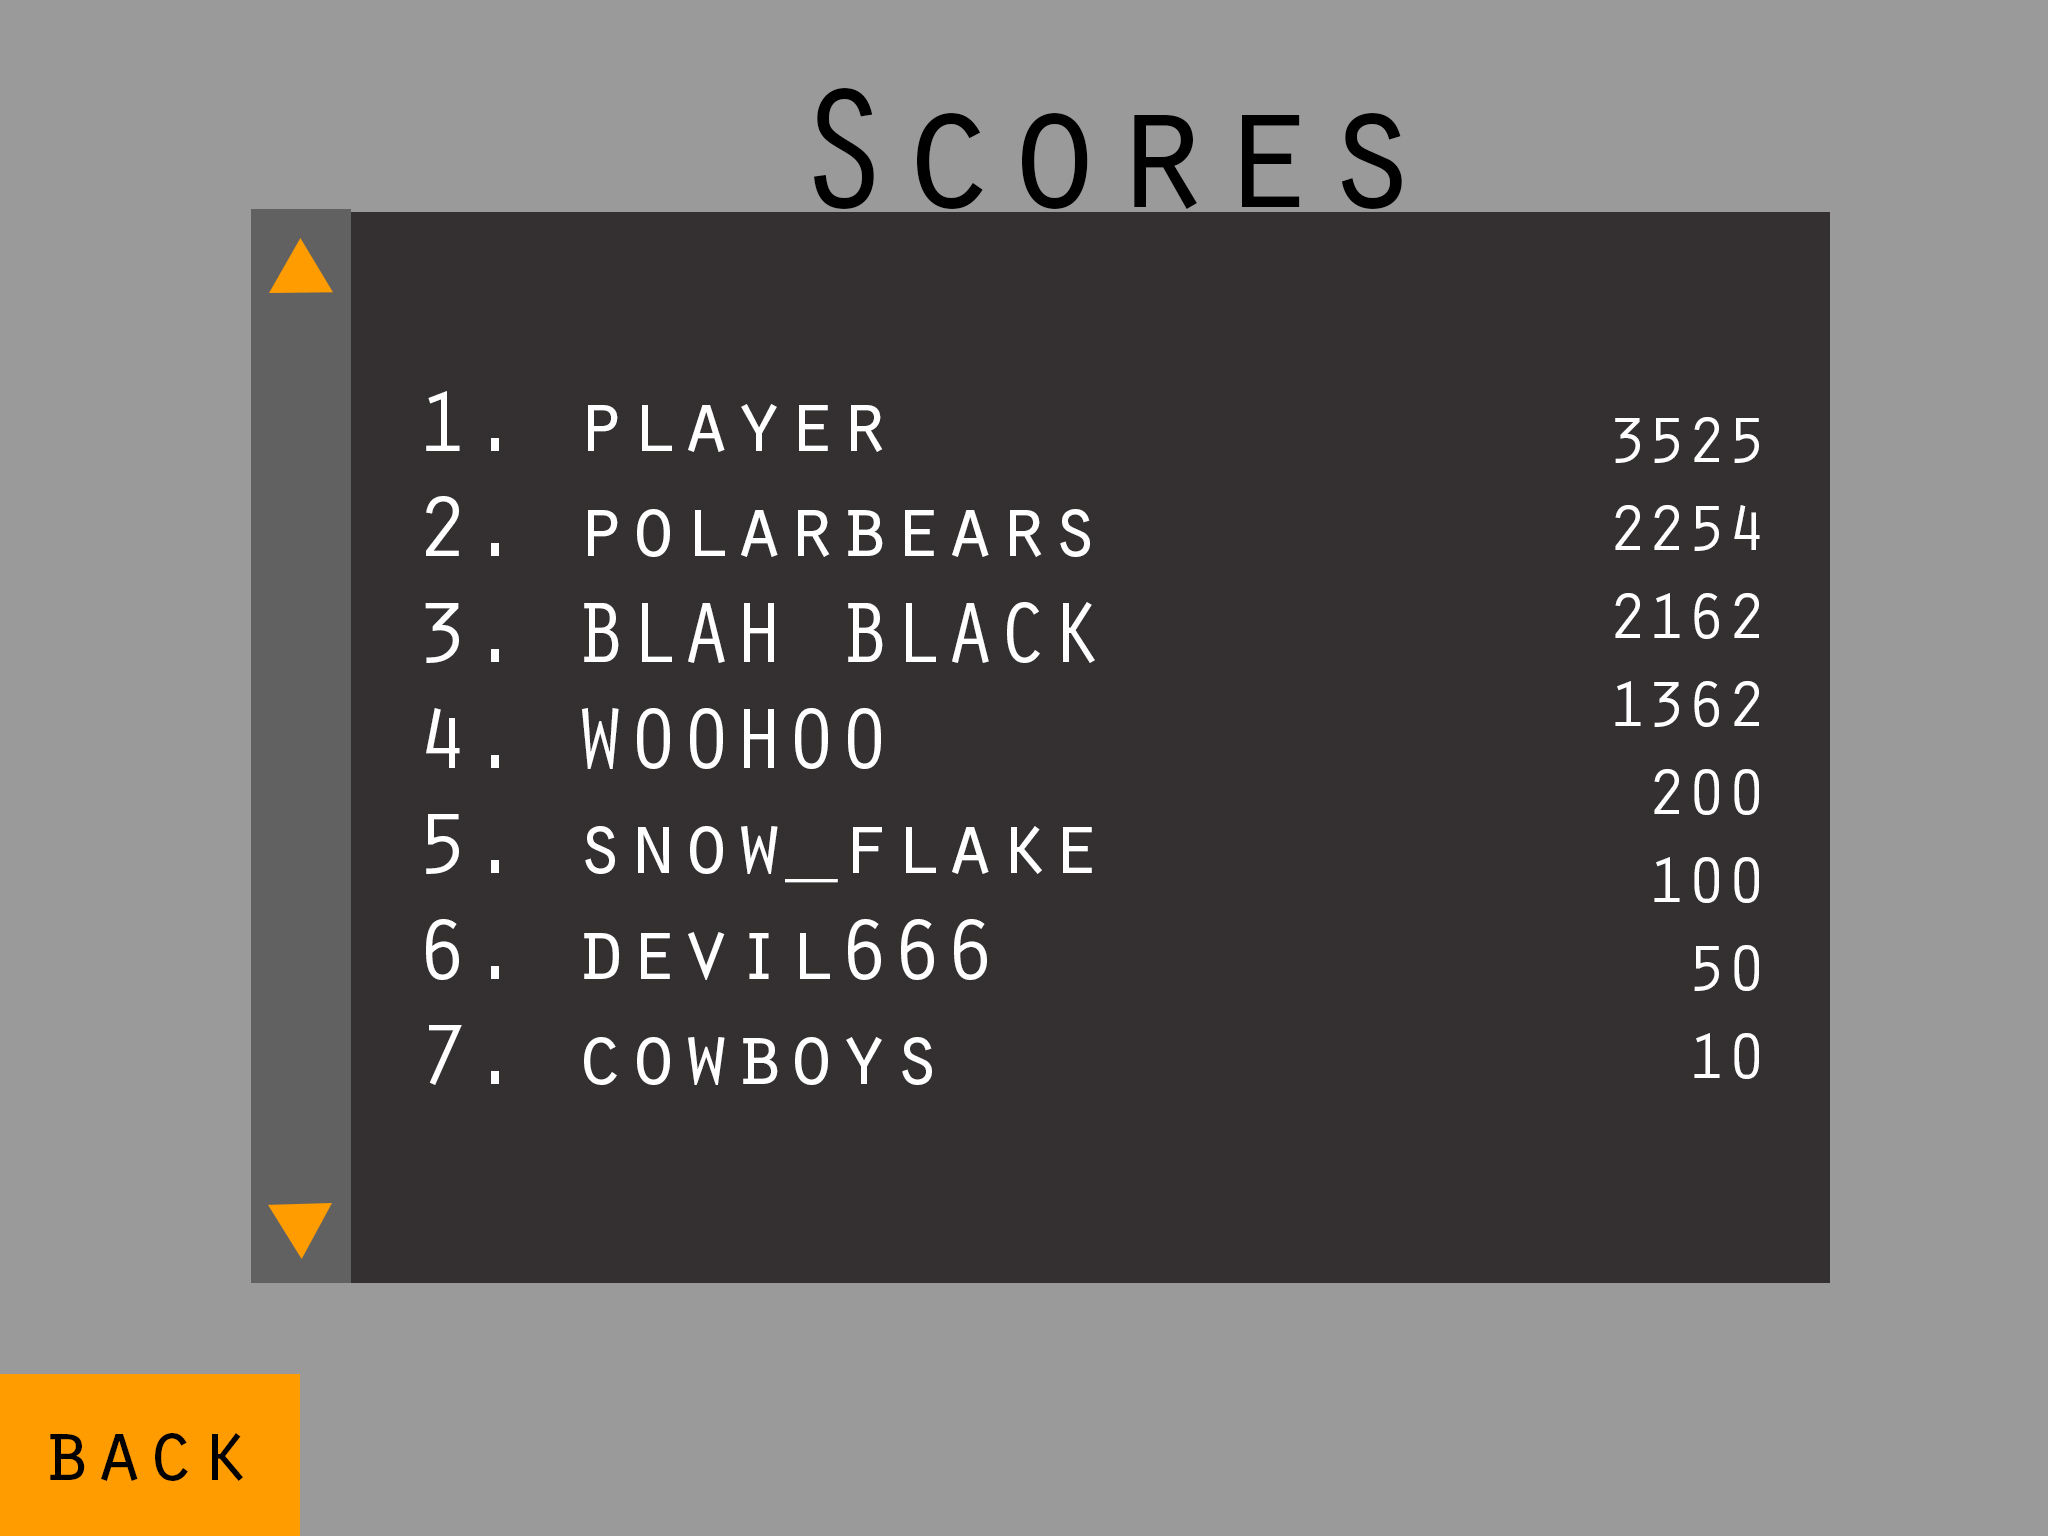 SCORES
1. PLAYER
2. POLARBEARS
3. BLAH BLACK
4. WOOHOO
5. SNOW_FLAKE
6. DEVIL666
7. COWBOYS
3525
2254
2162
1362
200
100
50
10
BACK